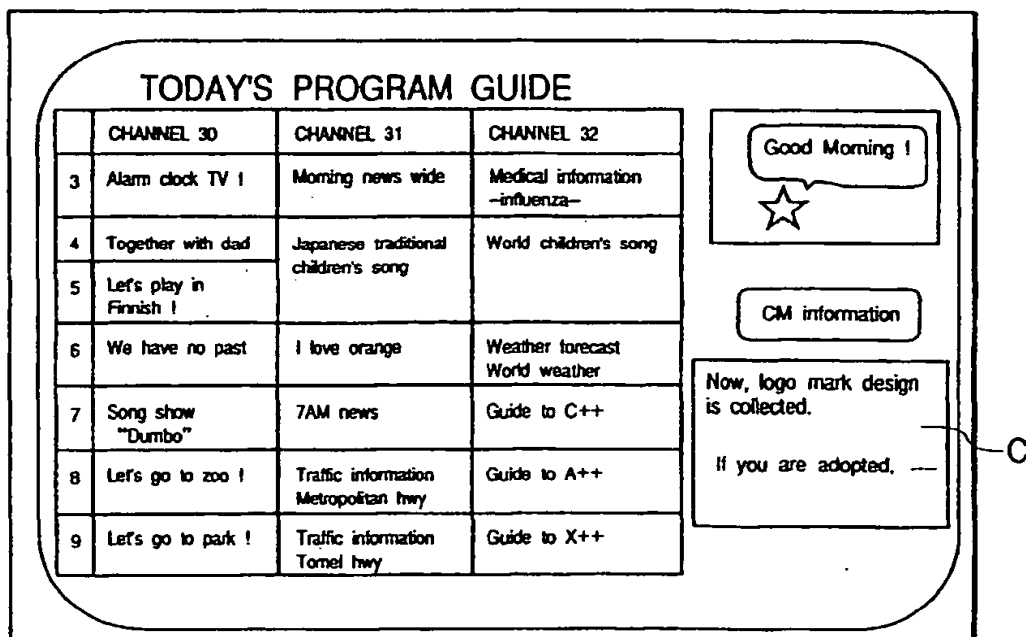 TODAY'S PROGRAM GUIDE
CHANNEL 30 CHANNEL 31 CHANNEL 32
3 Alarm clock TV ! Morning news wide Medical information
-influenza-
4 Together with dad Japanese traditional World children's song
children's song
5 Let's play in
Finnish !
6 We have no past I love orange Weather forecast
World weather
7 Song show 7AM news Guide to C++
"Dumbo"
8 Let's go to zoo ! Traffic information Guide to A++
Metropolitan hwy
9 Let's go to park ! Traffic information Guide to X++
Tomel hwy
Good Morning !
CM information
Now, logo mark design
is collected.
If you are adopted, —
C